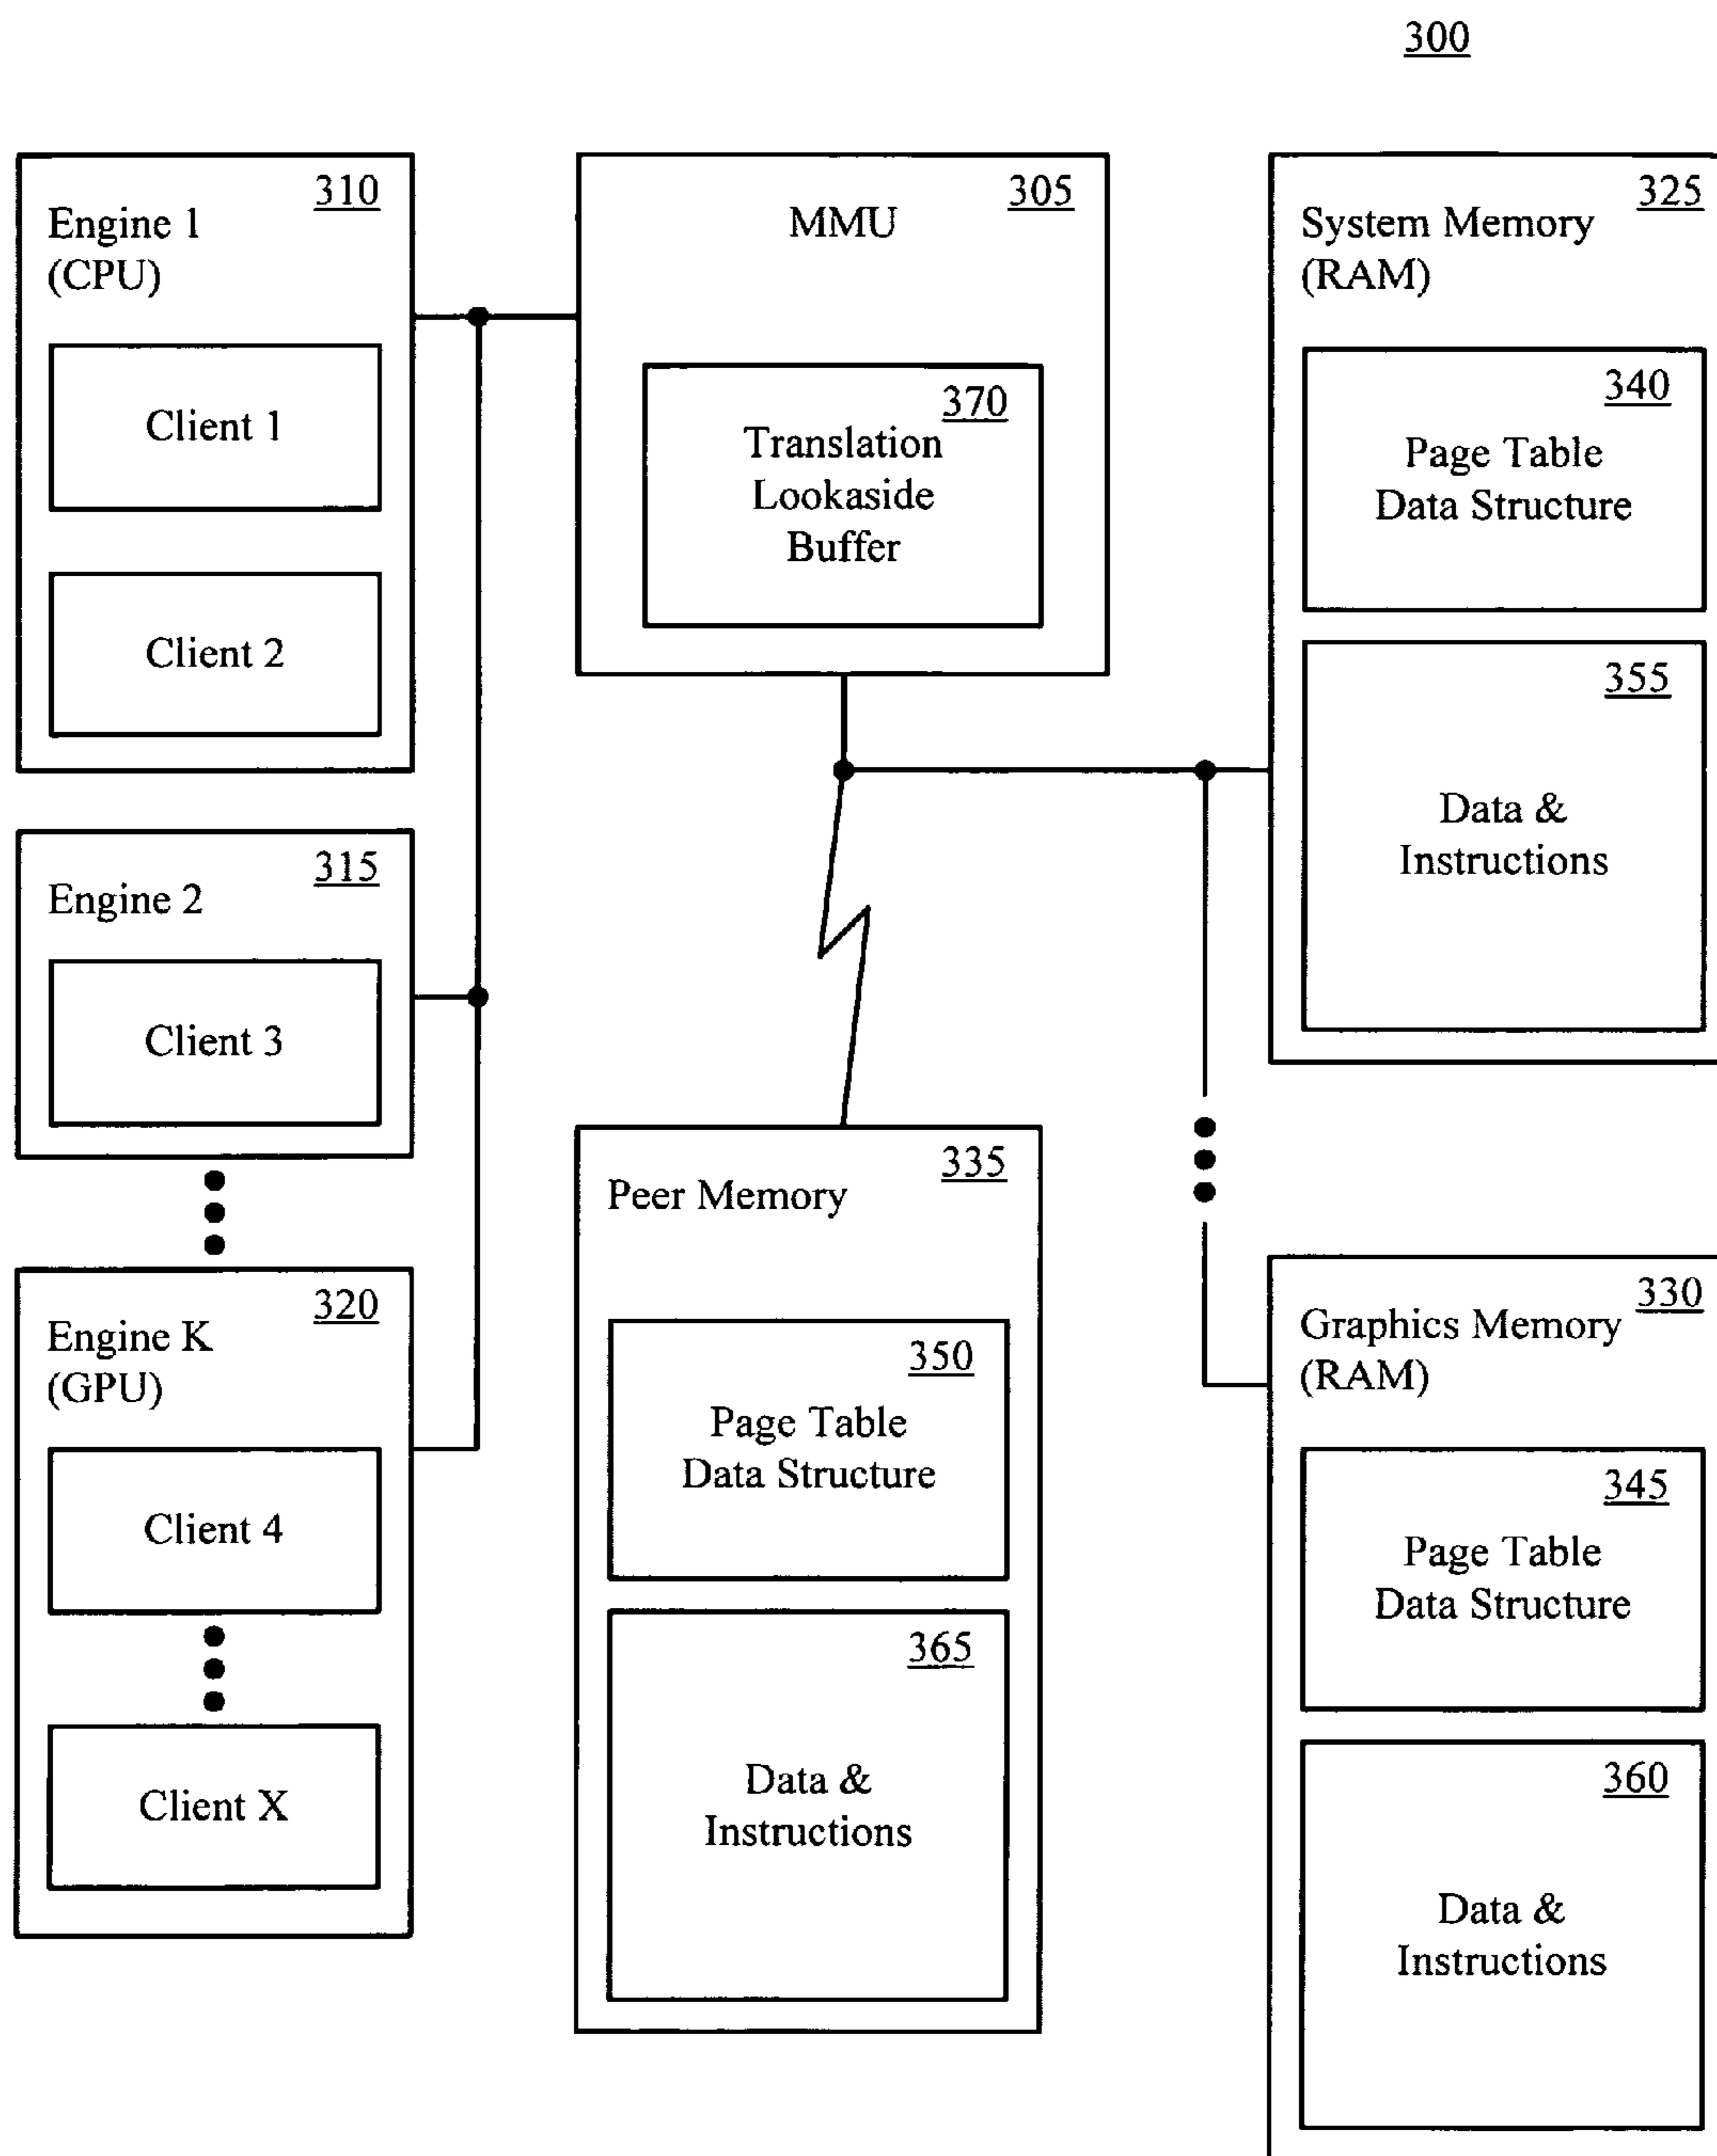 300
310
Engine 1
(CPU)
Client 1
Client 2
315
Engine 2
Client 3
320
Engine K
(GPU)
Client 4
Client X
305
MMU
370
Translation
Lookaside
Buffer
335
Peer Memory
350
Page Table
Data Structure
365
Data &
Instructions
325
System Memory
(RAM)
340
Page Table
Data Structure
355
Data &
Instructions
330
Graphics Memory
(RAM)
345
Page Table
Data Structure
360
Data &
Instructions